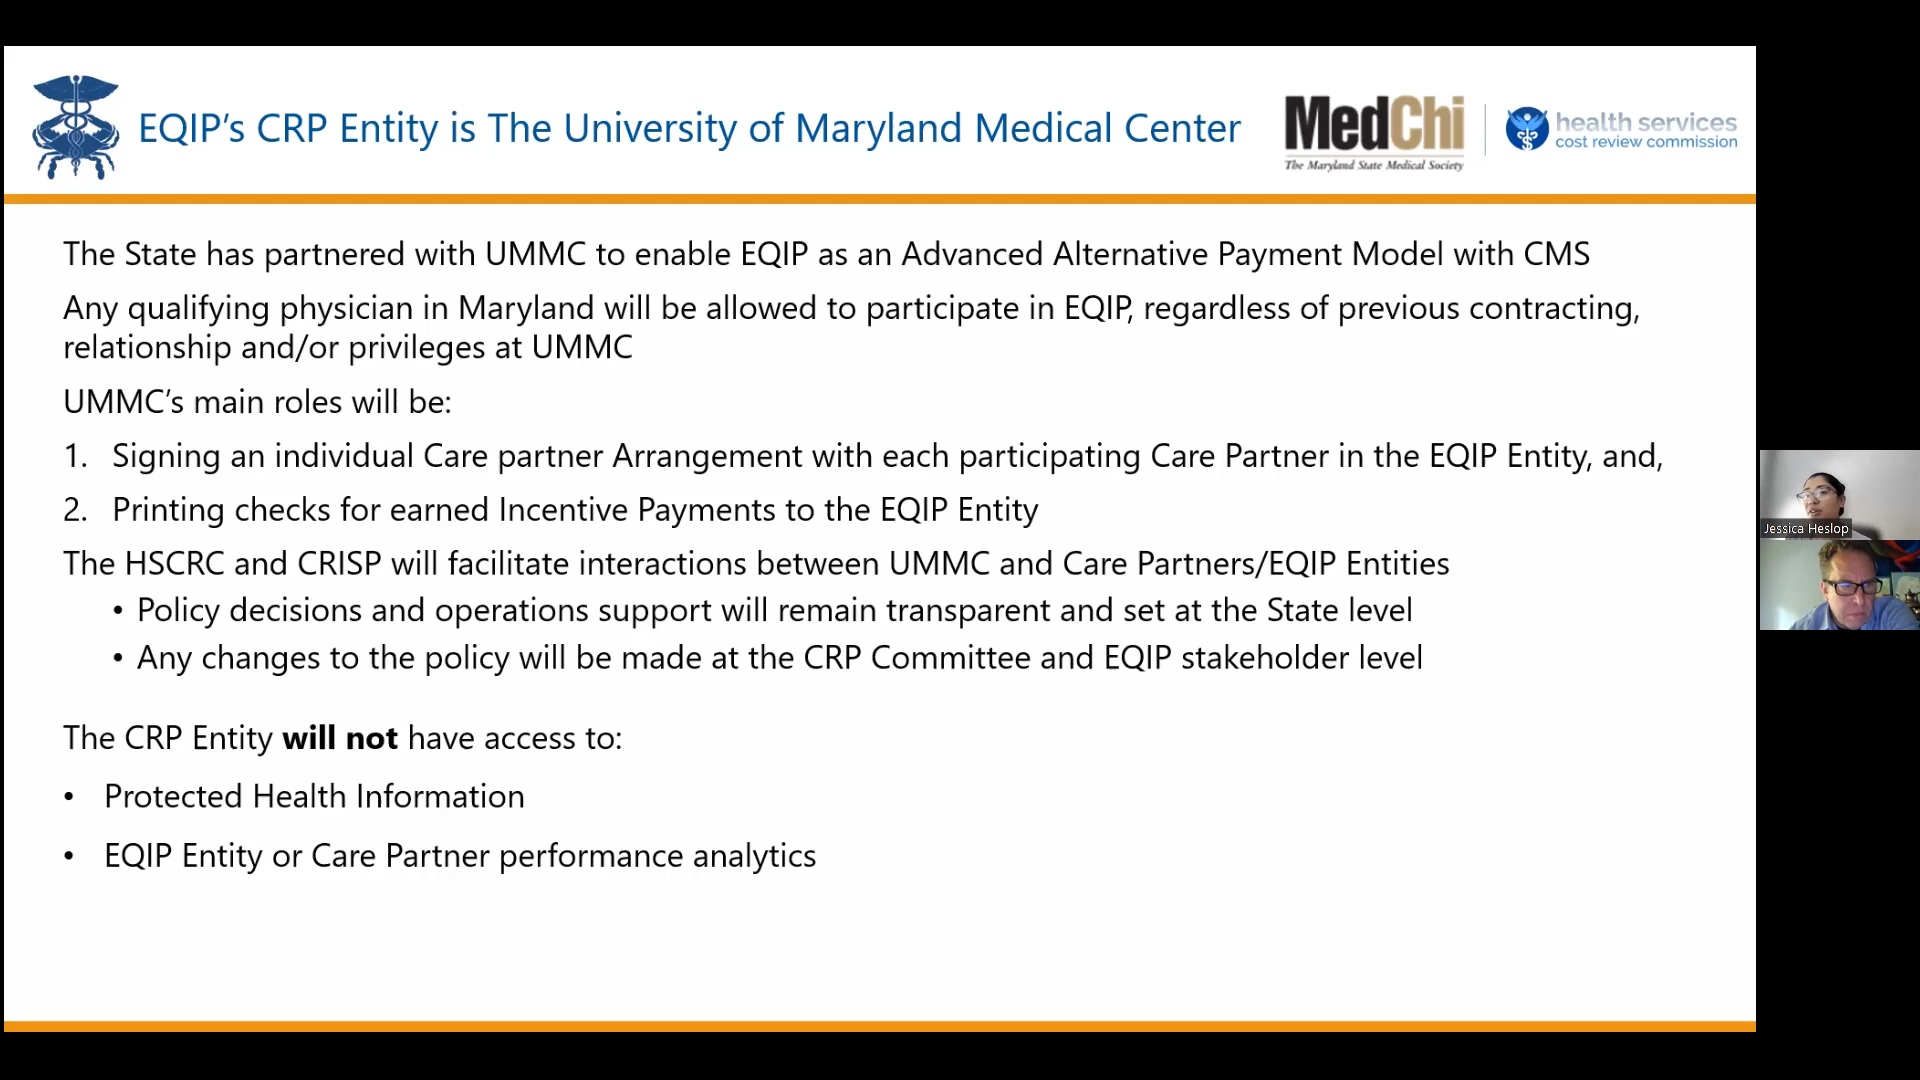 EQIP’s CRP Entity is The University of Maryland Medical Center
MedChi
The Maryland State Medical Society
health services
cost review commission
The State has partnered with UMMC to enable EQIP as an Advanced Alternative Payment Model with CMS
Any qualifying physician in Maryland will be allowed to participate in EQIP, regardless of previous contracting,
relationship and/or privileges at UMMC
UMMC’s main roles will be:
1. Signing an individual Care partner Arrangement with each participating Care Partner in the EQIP Entity, and,
2. Printing checks for earned Incentive Payments to the EQIP Entity
The HSCRC and CRISP will facilitate interactions between UMMC and Care Partners/EQIP Entities
• Policy decisions and operations support will remain transparent and set at the State level
• Any changes to the policy will be made at the CRP Committee and EQIP stakeholder level
The CRP Entity will not have access to:
• Protected Health Information
• EQIP Entity or Care Partner performance analytics
Jessica Heslop